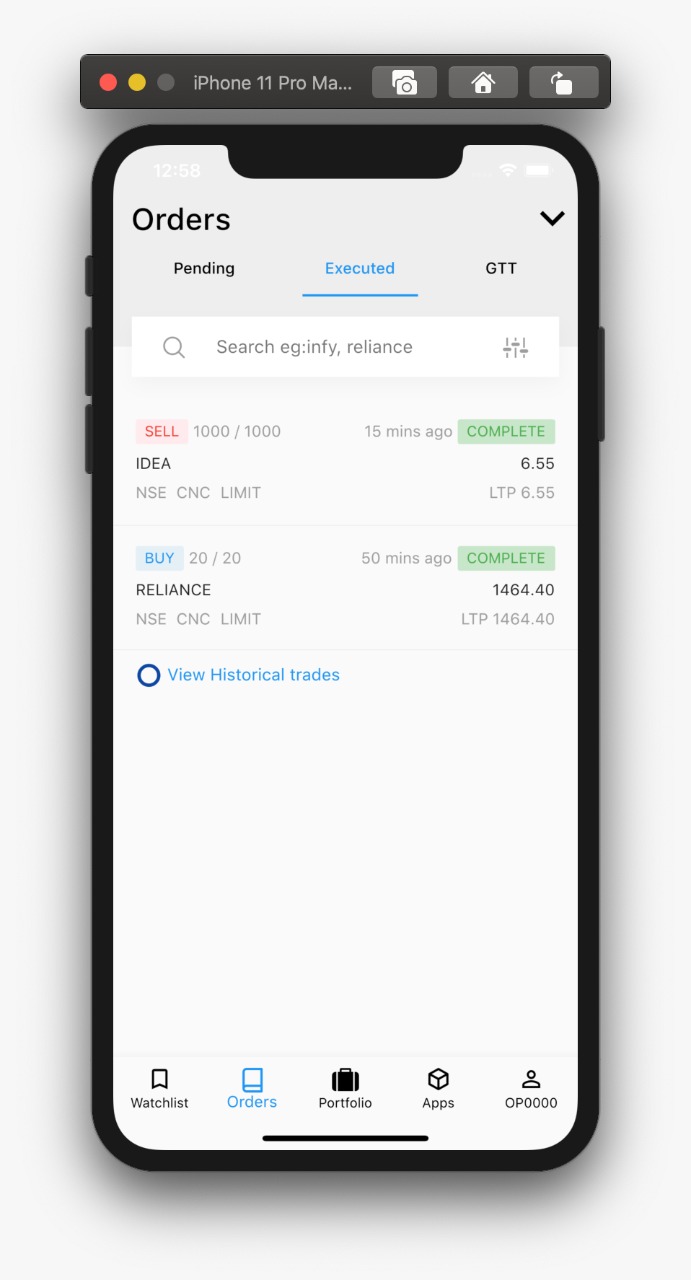 iPhone 11 Pro Ma...
12:58
Orders
Pending Executed GTT
Search eg:infy, reliance
SELL 1000 / 1000 15 mins ago COMPLETE
IDEA 6.55
NSE CNC LIMIT LTP 6.55
BUY 20 / 20 50 mins ago COMPLETE
RELIANCE 1464.40
NSE CNC LIMIT LTP 1464.40
View Historical trades
Watchlist Orders Portfolio Apps OP0000